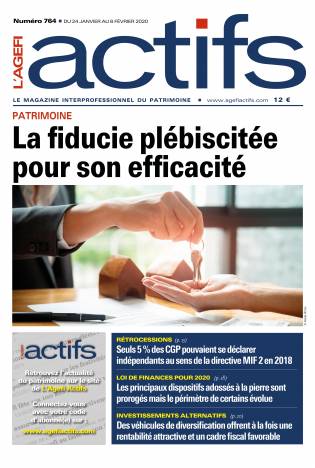 Numéro 764 ■ DU 24 JANVIER AU 6 FÉVRIER 2020
L'AGEFI
actifs
LE MAGAZINE INTERPROFESSIONNEL DU PATRIMOINE ■ www.agefiactifs.com 12 €
PATRIMOINE
La fiducie plébiscitée
pour son efficacité
actifs
Retrouvez l'actualité
du patrimoine sur le site
de L'Agefi Actifs
Connectez-vous
avec votre code
d'abonné(e) sur :
www.agefiactifs.com
RÉTROCESSIONS
Seuls 5 % des CGP pouvaient se déclarer
indépendants au sens de la directive MIF 2 en 2018
LOI DE FINANCES POUR 2020
Les principaux dispositifs adossés à la pierre sont
prorogés mais le périmètre de certains évolue
INVESTISSEMENTS ALTERNATIFS
Des véhicules de diversification offrent à la fois une
rentabilité attractive et un cadre fiscal favorable